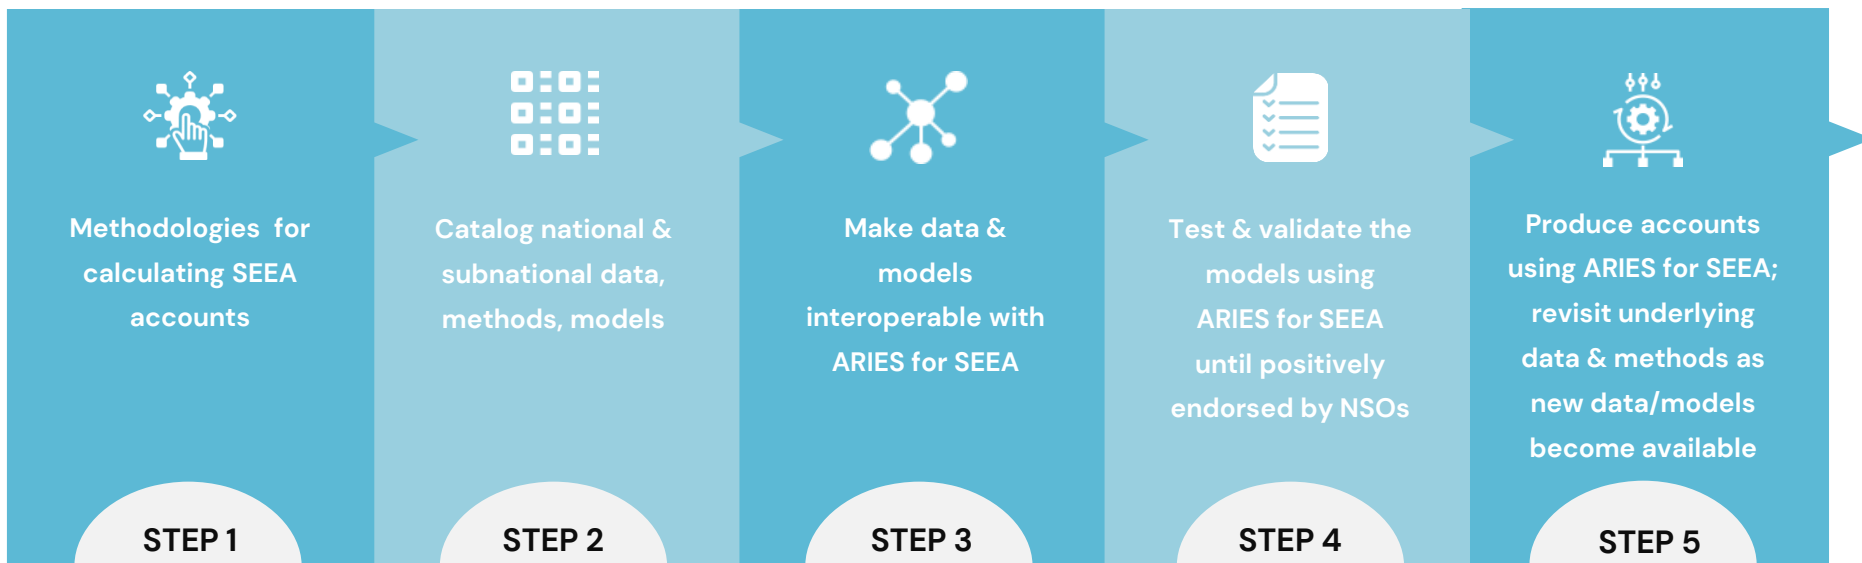 Methodologies for
calculating SEEA
accounts
STEP 1
Catalog national &
subnational data,
methods, models
STEP 2
Make data &
models
interoperable with
ARIES for SEEA
STEP 3
Test & validate the
models using
ARIES for SEEA
until positively
endorsed by NSOs
STEP 4
Produce accounts
using ARIES for SEEA;
revisit underlying
data & methods as
new data/models
become available
STEP 5